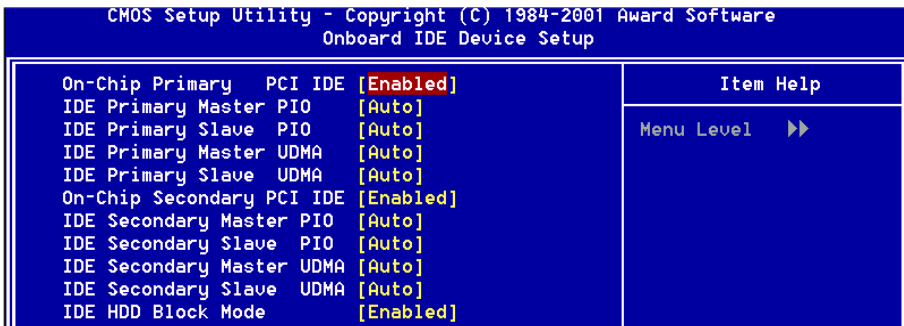 CMOS Setup Utility - Copyright (C) 1984-2001 Award Software
Onboard IDE Device Setup
On-Chip Primary PCI IDE [Enabled]
IDE Primary Master PIO [Auto]
IDE Primary Slave PIO [Auto]
IDE Primary Master UDMA [Auto]
IDE Primary Slave UDMA [Auto]
On-Chip Secondary PCI IDE [Enabled]
IDE Secondary Master PIO [Auto]
IDE Secondary Slave PIO [Auto]
IDE Secondary Master UDMA [Auto]
IDE Secondary Slave UDMA [Auto]
IDE HDD Block Mode [Enabled]
Item Help
Menu Level ▶▶